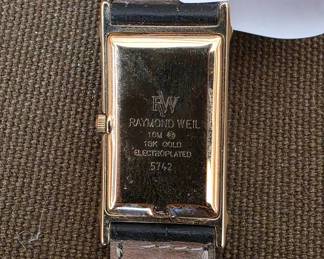 RW
RAYMOND WEIL
10M
18K GOLD
ELECTROPLATED
5742